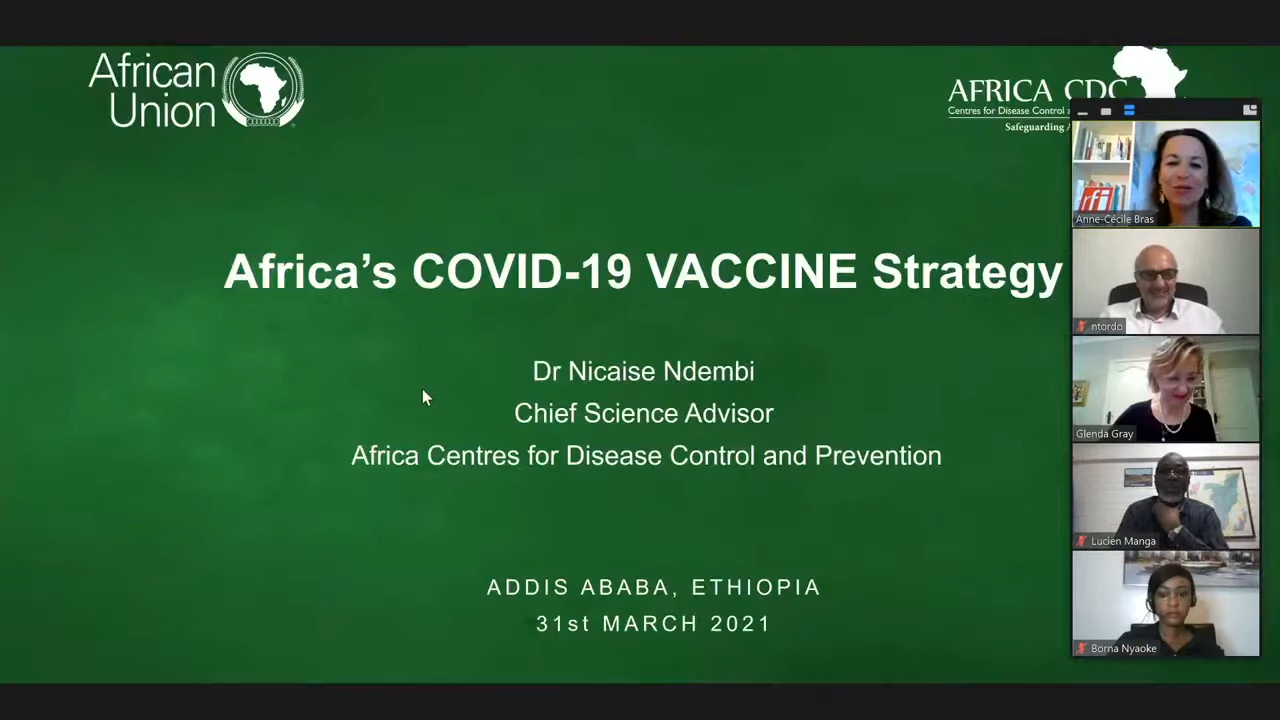 African
Union
AFRICA CDC
Centres for Disease Control
Safeguarding
Africa's COVID-19 VACCINE Strategy
Dr Nicaise Ndembi
Chief Science Advisor
Africa Centres for Disease Control and Prevention
ADDIS ABABA, ETHIOPIA
31st MARCH 2021
rfi
Anne-Cécile Bras
ntordo
Glenda Gray
Lucien Manga
Borna Nyaoke